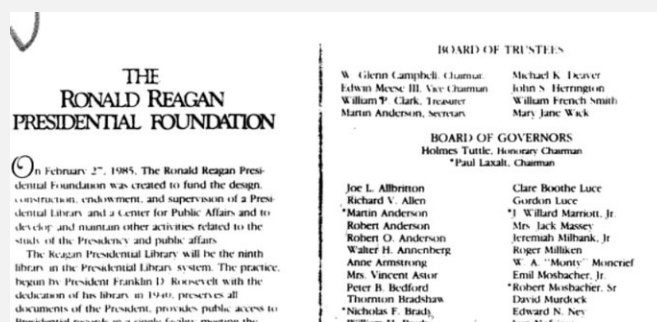 THE
RONALD REAGAN
PRESIDENTIAL FOUNDATION
On February 27, 1985, The Ronald Reagan Presi-
dential Foundation was created to fund the design,
construction, endowment, and supervision of a Presi-
dential Library and a Center for Public Affairs and to
develop and maintain other activities related to the
study of the Presidency and public affairs
The Reagan Presidential Library will be the ninth
library in the Presidential Library system. The practice,
begun by President Franklin D. Roosevelt with the
dedication of his library in 1940, preserves all
documents of the President, provides public access to
Presidential records in a single facility meeting the
BOARD OF TRUSTEES
W. Glenn Campbell, Chairman
Edwin Meese III, Vice Chairman
William P. Clark, Treasurer
Martin Anderson, Secretary
Michael K. Deaver
John S. Herrington
William French Smith
Mary Jane Wick
BOARD OF GOVERNORS
Holmes Tuttle, Honorary Chairman
*Paul Laxalt, Chairman
Joe L. Allbritton
Richard V. Allen
*Martin Anderson
Robert Anderson
Robert O. Anderson
Walter H. Annenberg
Anne Armstrong
Mrs. Vincent Astor
Peter B. Bedford
Thornton Bradshaw
*Nicholas F. Brady
Clare Boothe Luce
Gordon Luce
*J. Willard Marriott, Jr.
Mrs. Jack Massey
Jeremiah Milbank, Jr
Roger Milliken
W. A. "Monty" Moncrief
Emil Mosbacher, Jr.
*Robert Mosbacher, Sr
David Murdock
Edward N. Ney